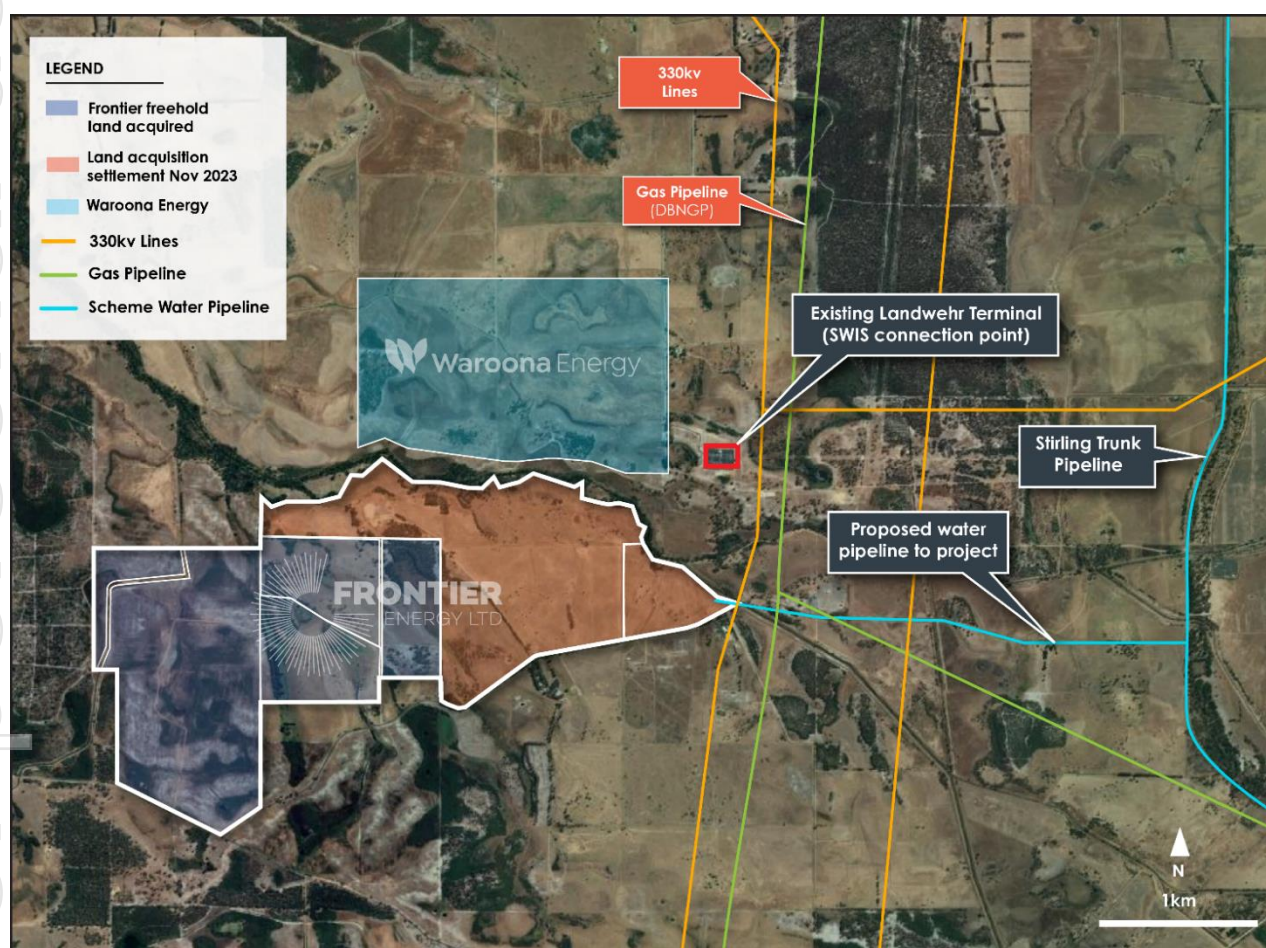 LEGEND
Frontier freehold
land acquired
Land acquisition
settlement Nov 2023
Waroona Energy
330kv Lines
Gas Pipeline
Scheme Water Pipeline
330kv
Lines
Gas Pipeline
(DBNGP)
Existing Landwehr Terminal
(SWIS connection point)
Waroona Energy
Stirling Trunk
Pipeline
Proposed water
pipeline to project
FRONTIER
ENERGY LTD
N
1km